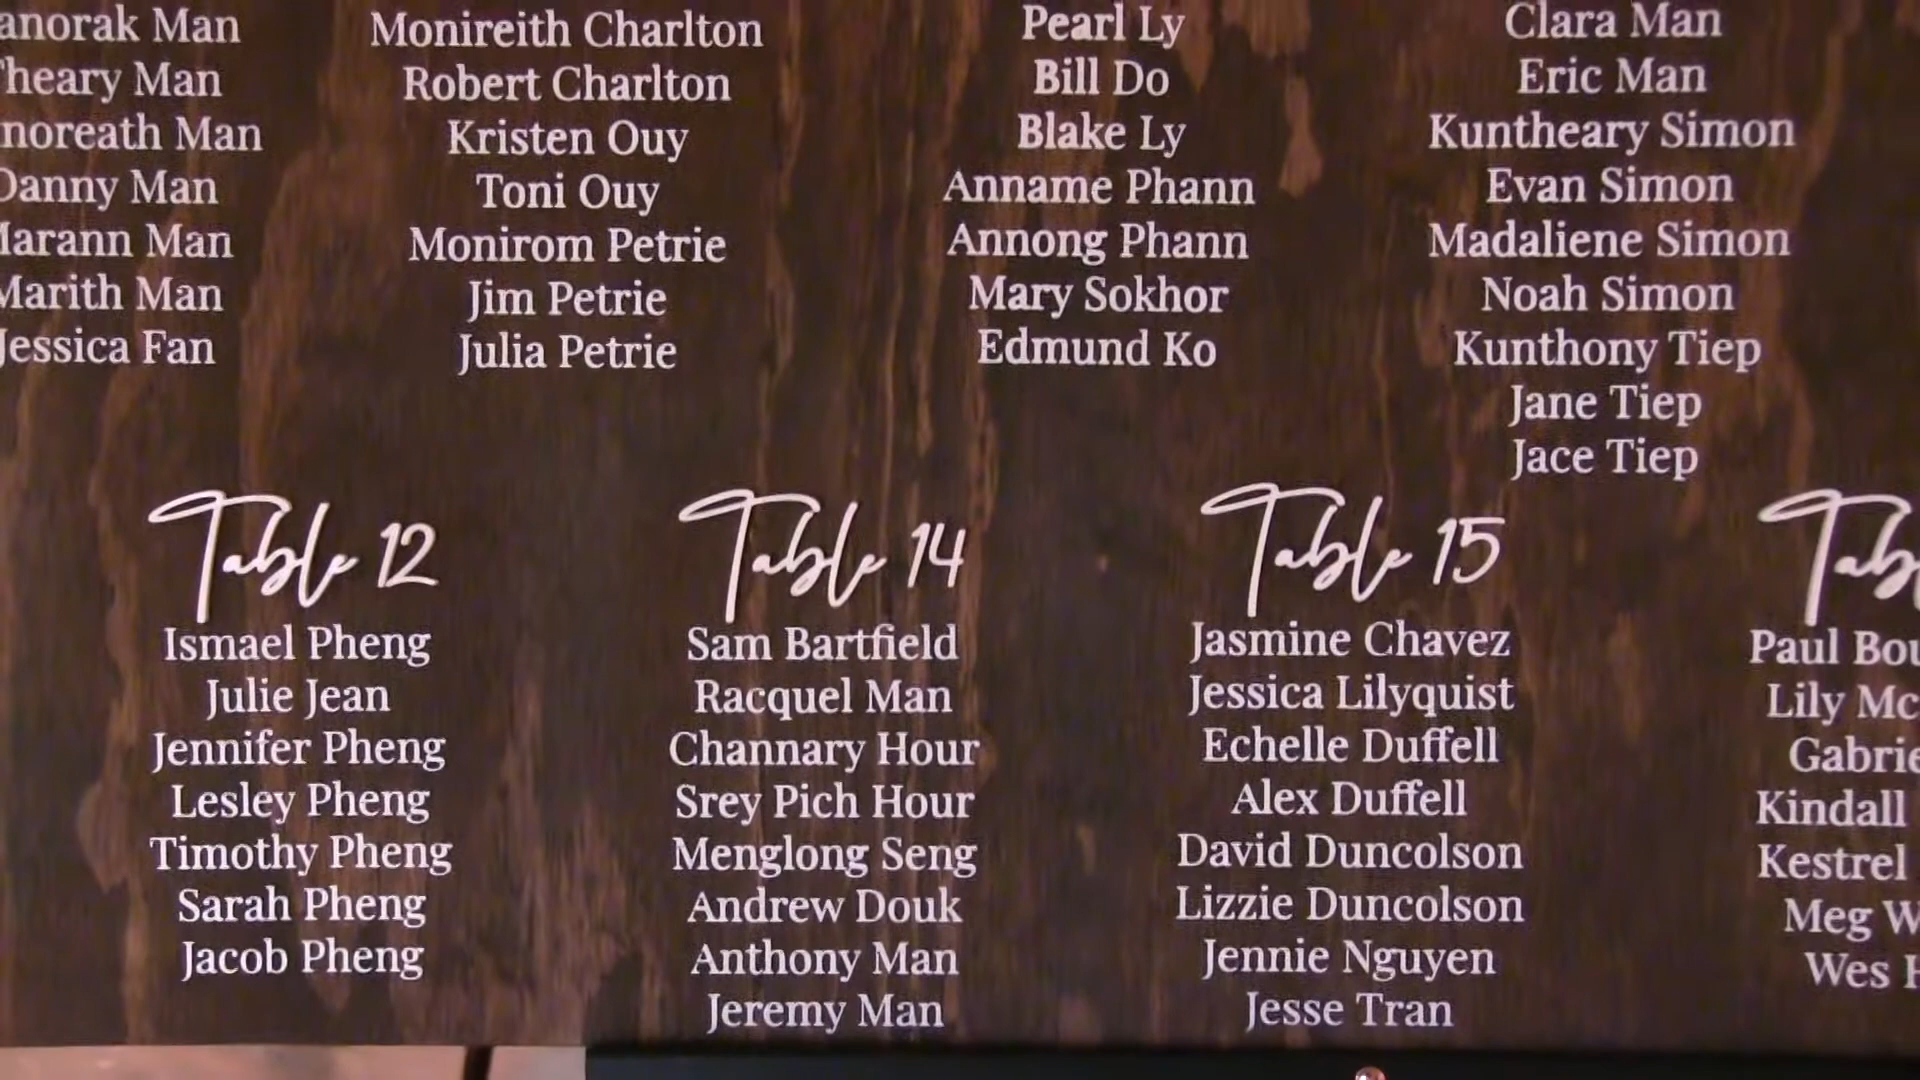 Man
Man
Man
Danny Man
Man
Marith Man
Jessica Fan
Monireith Charlton
Robert Charlton
Kristen Ouy
Toni Ouy
Monirom Petrie
Jim Petrie
Julia Petrie
Pearl Ly
Bill Do
Blake Ly
Anname Phann
Annong Phann
Mary Sokhor
Edmund Ko
Clara Man
Eric Man
Kuntheary Simon
Evan Simon
Madaliene Simon
Noah Simon
Kunthony Tiep
Jane Tiep
Jace Tiep
Table 12
Ismael Pheng
Julie Jean
Jennifer Pheng
Lesley Pheng
Timothy Pheng
Sarah Pheng
Jacob Pheng
Table 14
Sam Bartfield
Racquel Man
Channary Hour
Srey Pich Hour
Menglong Seng
Andrew Douk
Anthony Man
Jeremy Man
Table 15
Jasmine Chavez
Jessica Lilyquist
Echelle Duffell
Alex Duffell
David Duncolson
Lizzie Duncolson
Jennie Nguyen
Jesse Tran
Paul
Lily
Kindall
Kestrel
Meg
Wes